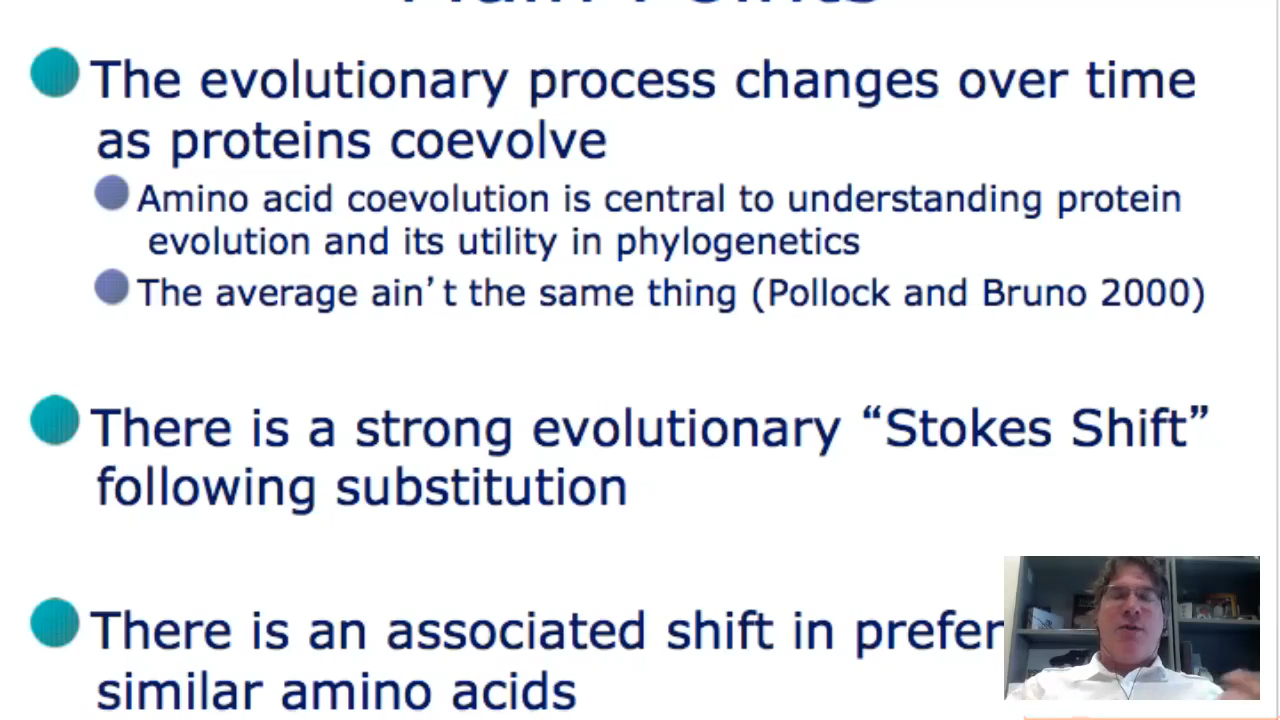 Main Points
The evolutionary process changes over time
as proteins coevolve
Amino acid coevolution is central to understanding protein
evolution and its utility in phylogenetics
The average ain’t the same thing (Pollock and Bruno 2000)
There is a strong evolutionary “Stokes Shift”
following substitution
There is an associated shift in prefer
similar amino acids